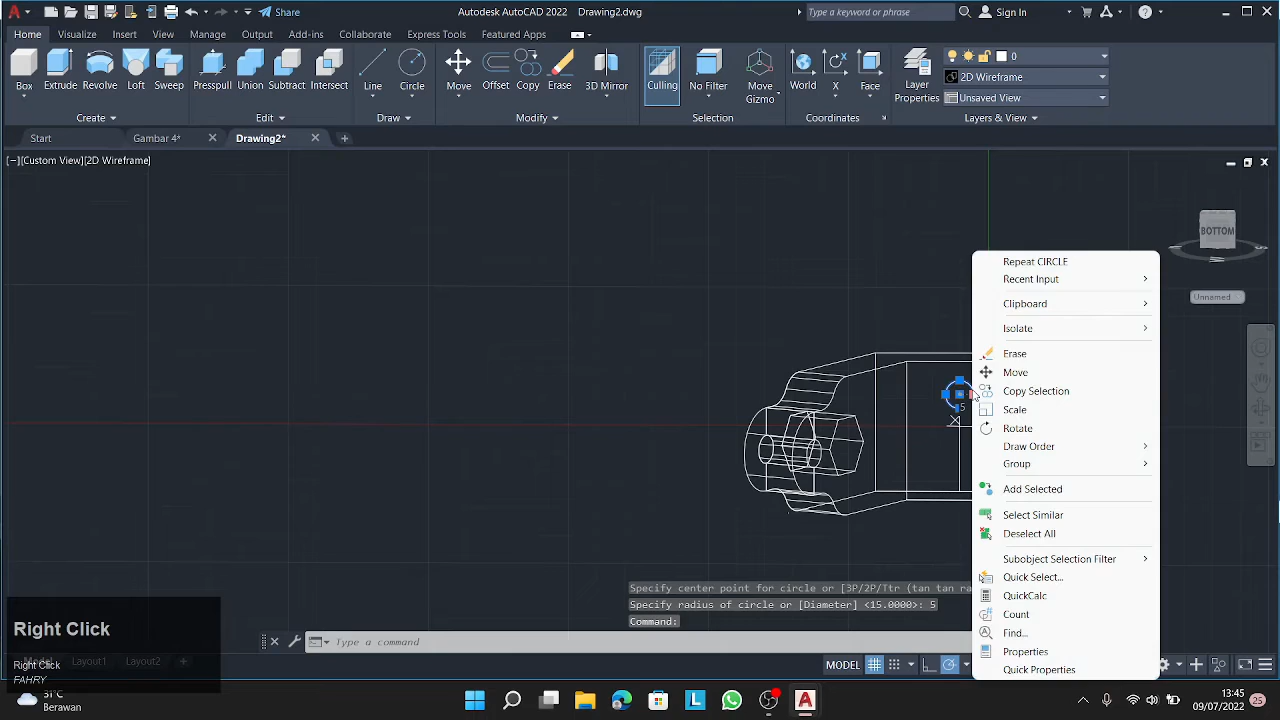 Share
Autodesk AutoCAD 2022 Drawing2.dwg
Type a keyword or phrase
Sign In
Home Visualize Insert View Manage Output Add-ins Collaborate Express Tools Featured Apps
Box Extrude Revolve Loft Sweep Presspull Union Subtract Intersect Line Circle Move Offset Copy Erase 3D Mirror Culling No Filter Move Gizmo World X Face Layer Properties
0
2D Wireframe
Unsaved View
Create Edit Draw Modify Selection Coordinates Layers & View
Start Gambar 4* Drawing2*
[−][Custom View][2D Wireframe]
BOTTOM
Unnamed
Repeat CIRCLE
Recent Input
Clipboard
Isolate
Erase
Move
Copy Selection
Scale
Rotate
Draw Order
Group
Add Selected
Select Similar
Deselect All
Subobject Selection Filter
Quick Select...
QuickCalc
Count
Find...
Properties
Quick Properties
5
X
Specify center point for circle or [3P/2P/Ttr (tan tan ra
Specify radius of circle or [Diameter] <15.0000>: 5
Command:
Type a command
Right Click
Right Click
FAHRY
Layout1 Layout2
MODEL
31°C
Berawan
13:45
09/07/2022
25